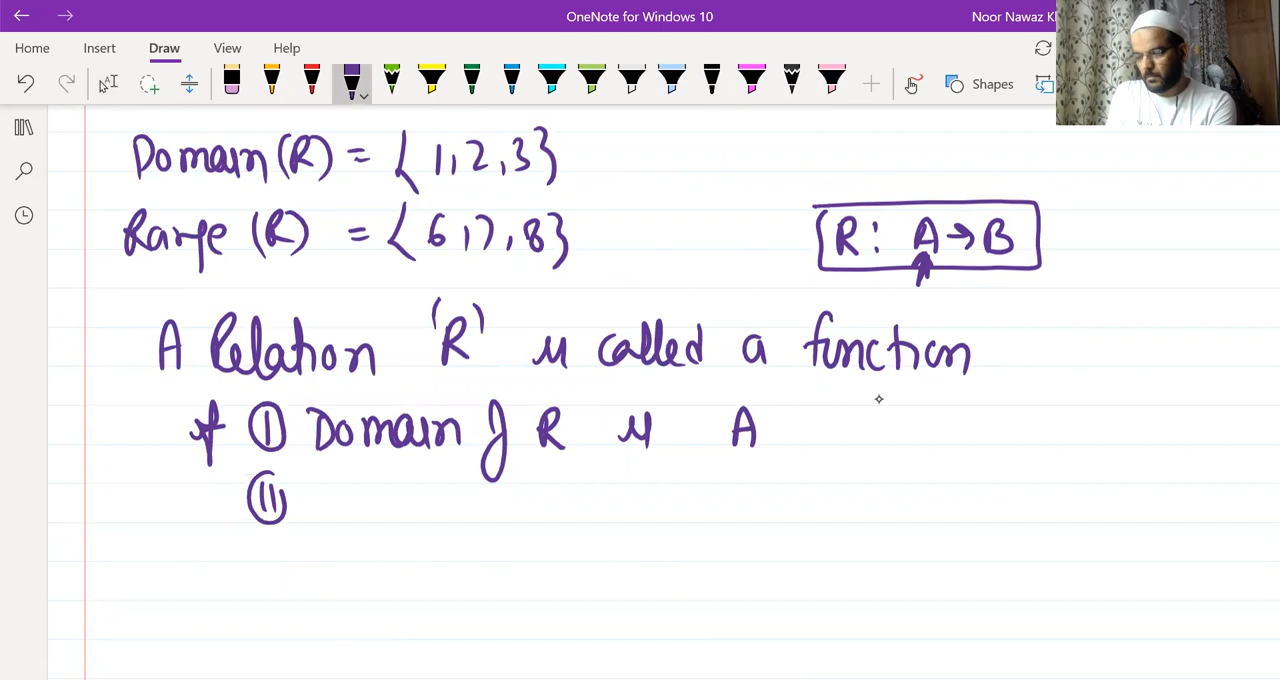 OneNote for Windows 10
Noor Nawaz K
Home Insert Draw View Help
Shapes
Domain (R) = { 1, 2, 3 }
Range (R) = { 6, 7, 8 }
R : A → B
A Relation 'R' is called a function
if ① Domain of R is A
②